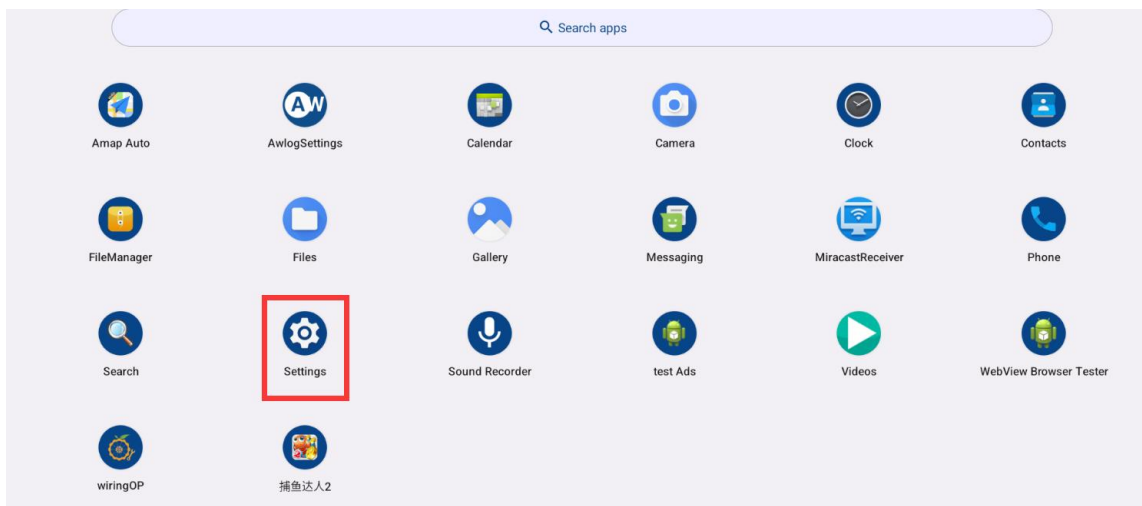 Search apps
Amap Auto
AW
AwlogSettings
Calendar
Camera
Clock
Contacts
FileManager
Files
Gallery
Messaging
MiracastReceiver
Phone
Search
Settings
Sound Recorder
test Ads
Videos
WebView Browser Tester
wiringOP
捕鱼达人2